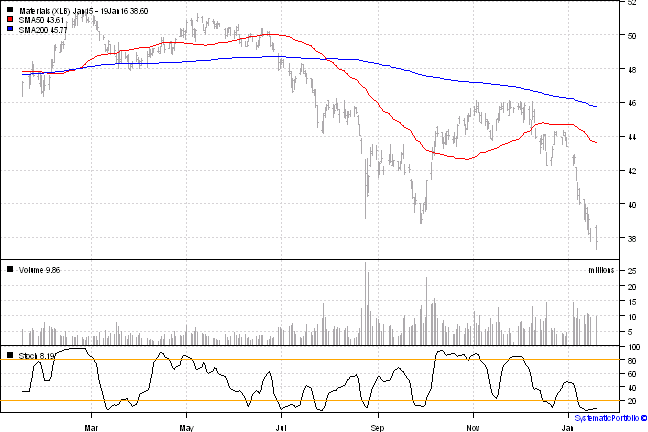 Materials (XLB) Jan15 - 19Jan16 38.60
SMA50 43.61
SMA200 45.77
52
50
48
46
44
42
40
38
Volume 9.86
millions
25
20
15
10
5
Stoch 8.19
100
80
60
40
20
Mar May Jul Sep Nov Jan
SystematicPortfolio ©